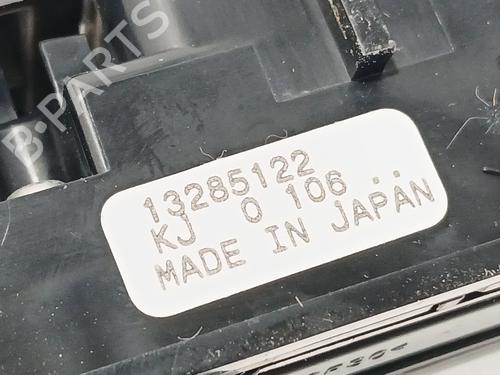 B-PARTS
13285122
KJ 0 106 ..
MADE IN JAPAN